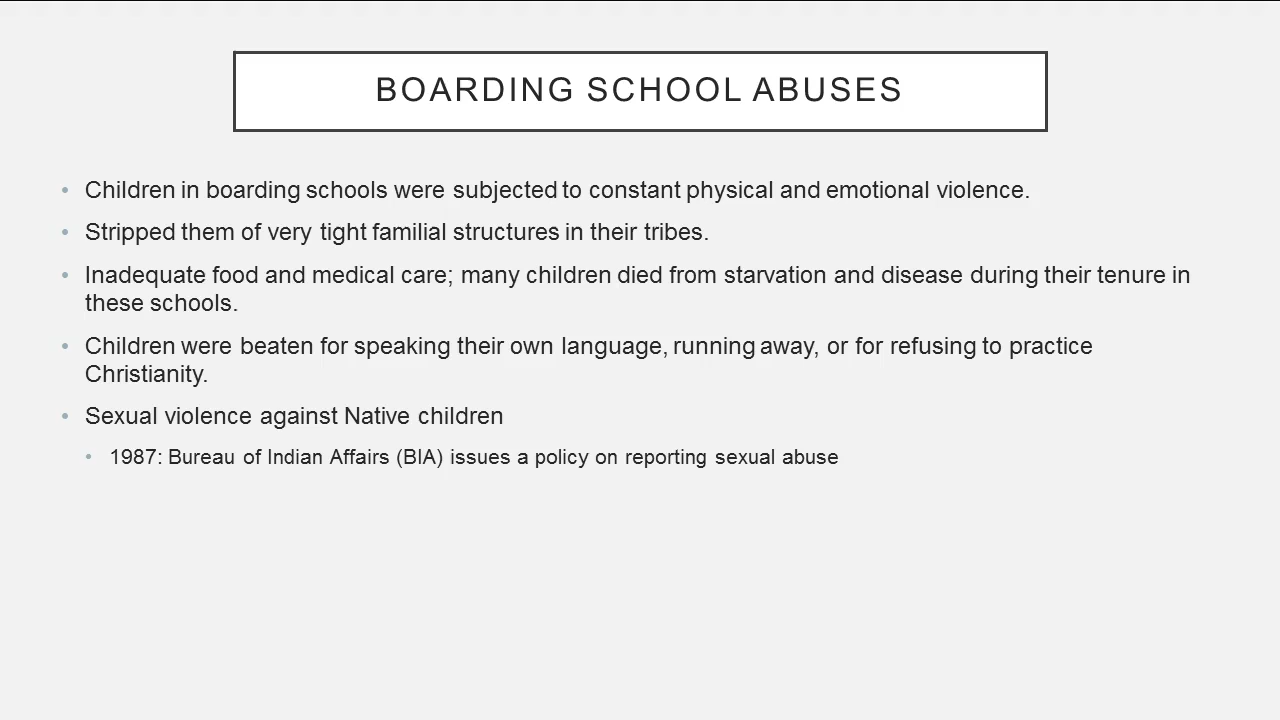 BOARDING SCHOOL ABUSES
• Children in boarding schools were subjected to constant physical and emotional violence.
• Stripped them of very tight familial structures in their tribes.
• Inadequate food and medical care; many children died from starvation and disease during their tenure in
these schools.
• Children were beaten for speaking their own language, running away, or for refusing to practice
Christianity.
• Sexual violence against Native children
• 1987: Bureau of Indian Affairs (BIA) issues a policy on reporting sexual abuse